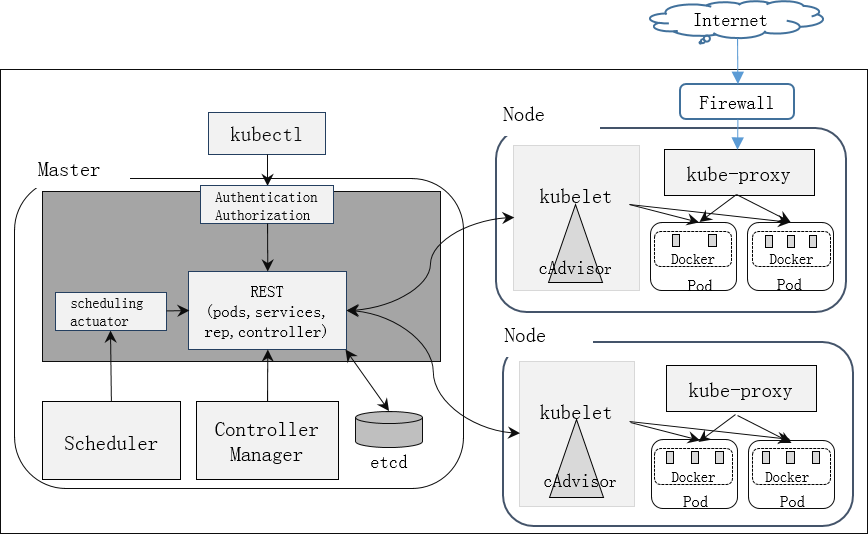 Internet
Firewall
kubectl
Master
Authentication
Authorization
REST
(pods,services,
rep,controller)
scheduling
actuator
Scheduler
Controller
Manager
etcd
Node
kubelet
cAdvisor
kube-proxy
Docker
Pod
Docker
Pod
Node
kubelet
cAdvisor
kube-proxy
Docker
Pod
Docker
Pod